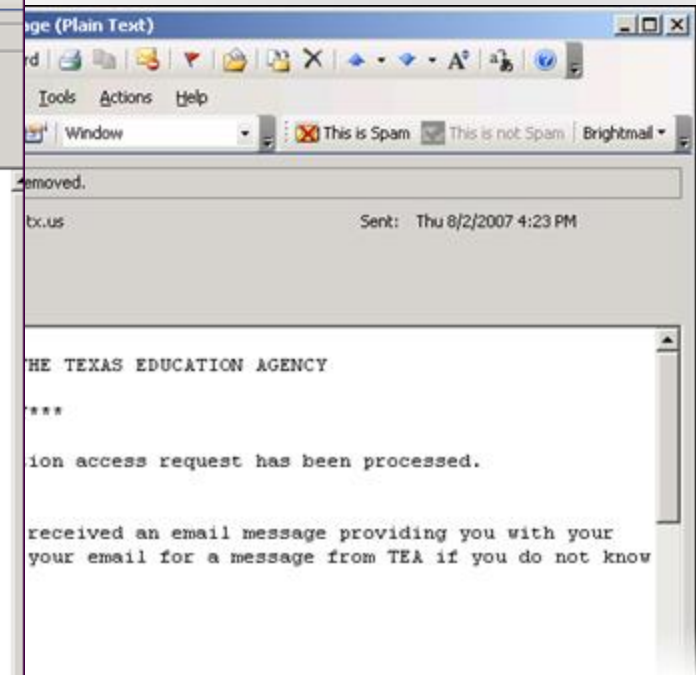 ge (Plain Text)
rd
Tools Actions Help
Window This is Spam This is not Spam Brightmail
emoved.
tx.us Sent: Thu 8/2/2007 4:23 PM
HE TEXAS EDUCATION AGENCY
***
ion access request has been processed.
received an email message providing you with your
your email for a message from TEA if you do not know